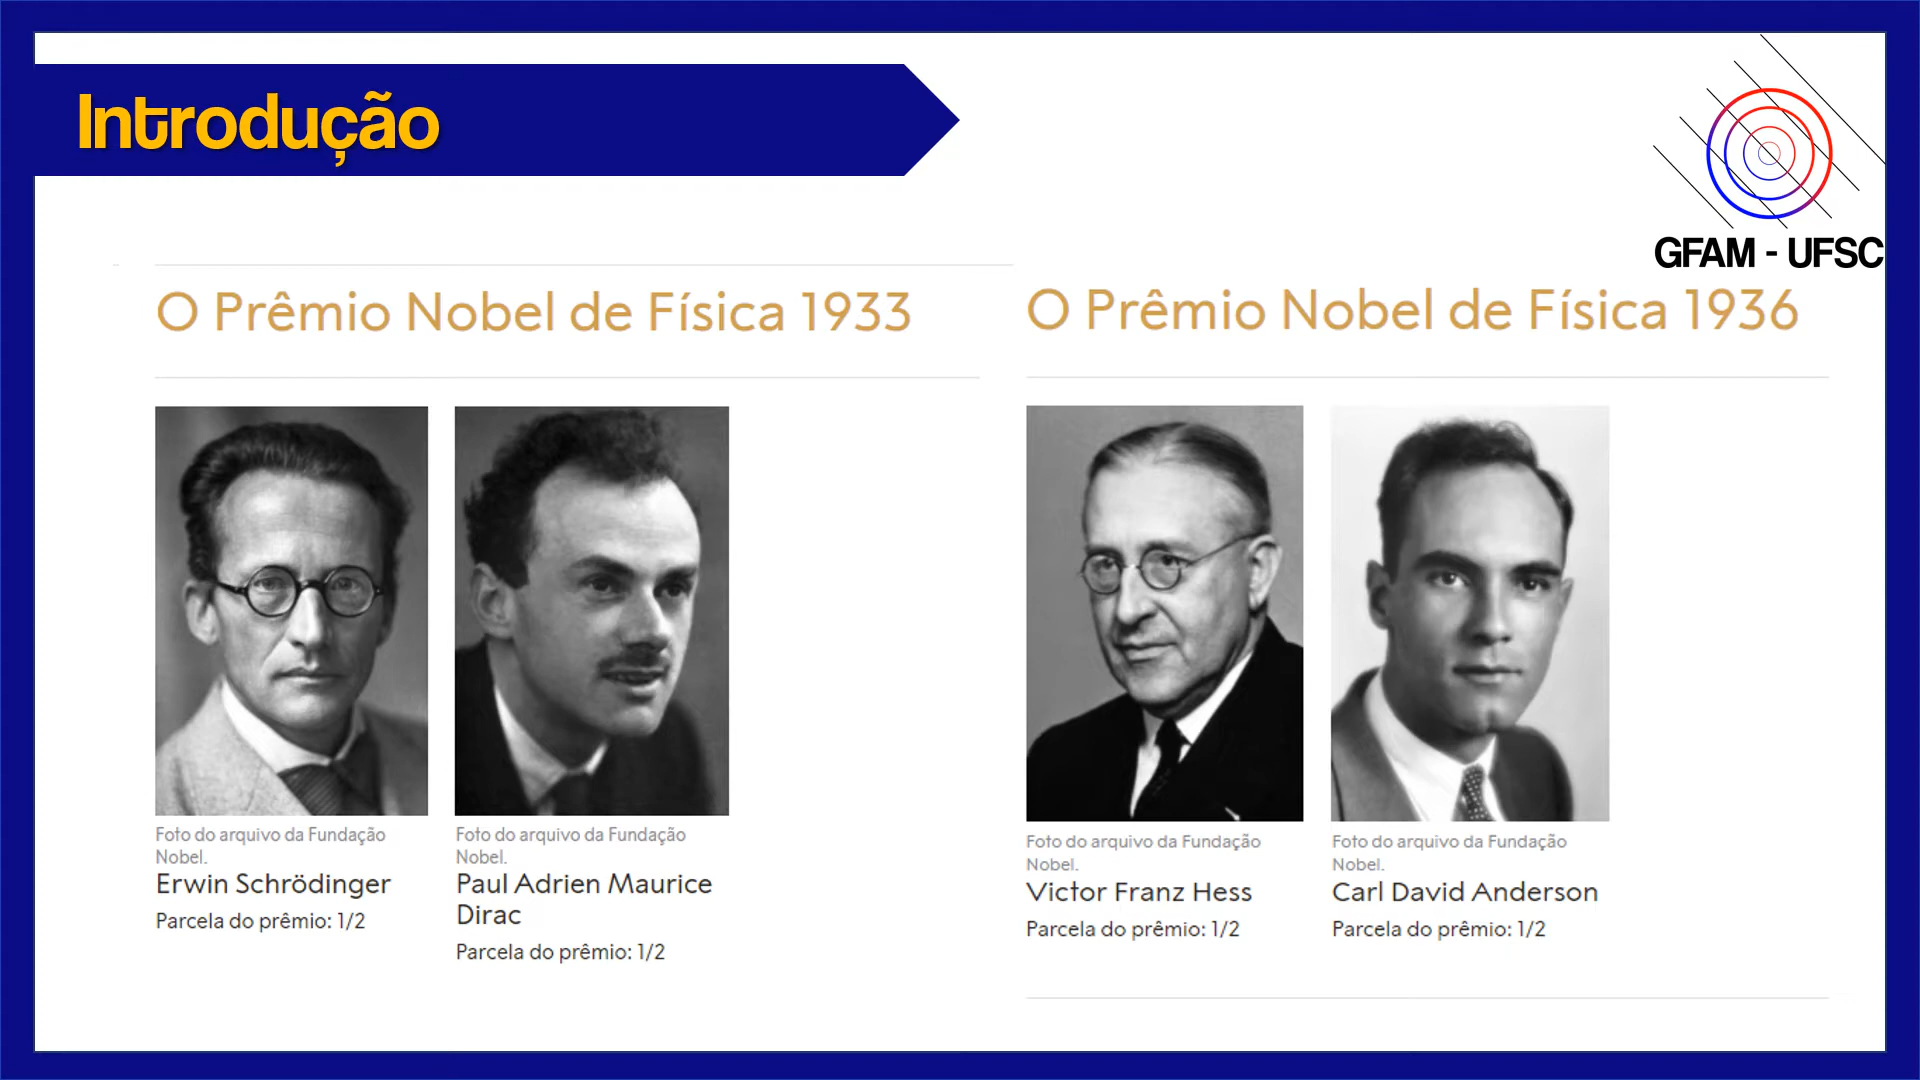 Introdução
GFAM - UFSC
O Prêmio Nobel de Física 1933
Foto do arquivo da Fundação
Nobel.
Erwin Schrödinger
Parcela do prêmio: 1/2
Foto do arquivo da Fundação
Nobel.
Paul Adrien Maurice
Dirac
Parcela do prêmio: 1/2
O Prêmio Nobel de Física 1936
Foto do arquivo da Fundação
Nobel.
Victor Franz Hess
Parcela do prêmio: 1/2
Foto do arquivo da Fundação
Nobel.
Carl David Anderson
Parcela do prêmio: 1/2